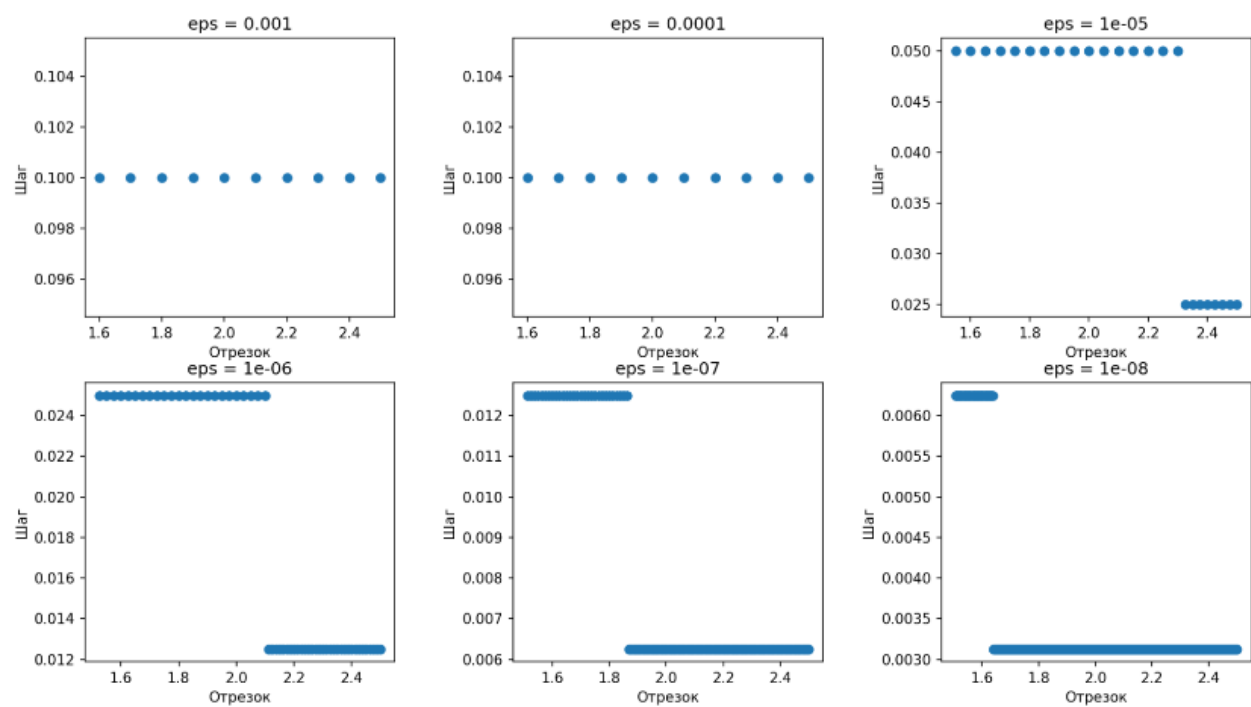 eps = 0.001
0.104
0.102
0.100
0.098
0.096
Шаг
1.6 1.8 2.0 2.2 2.4
Отрезок
eps = 0.0001
0.104
0.102
0.100
0.098
0.096
Шаг
1.6 1.8 2.0 2.2 2.4
Отрезок
eps = 1e-05
0.050
0.045
0.040
0.035
0.030
0.025
Шаг
1.6 1.8 2.0 2.2 2.4
Отрезок
eps = 1e-06
0.024
0.022
0.020
0.018
0.016
0.014
0.012
Шаг
1.6 1.8 2.0 2.2 2.4
Отрезок
eps = 1e-07
0.012
0.011
0.010
0.009
0.008
0.007
0.006
Шаг
1.6 1.8 2.0 2.2 2.4
Отрезок
eps = 1e-08
0.0060
0.0055
0.0050
0.0045
0.0040
0.0035
0.0030
Шаг
1.6 1.8 2.0 2.2 2.4
Отрезок